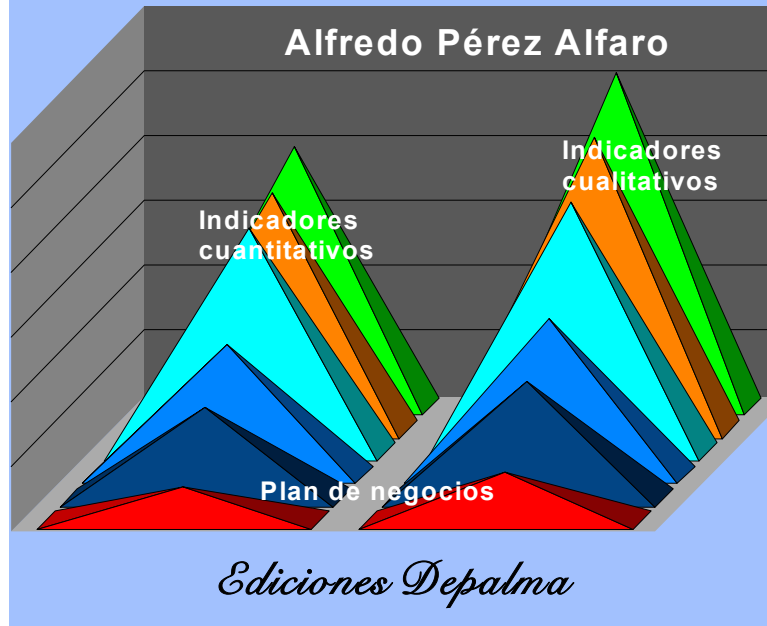 Alfredo Pérez Alfaro
Indicadores
cualitativos
Indicadores
cuantitativos
Plan de negocios
Ediciones Depalma